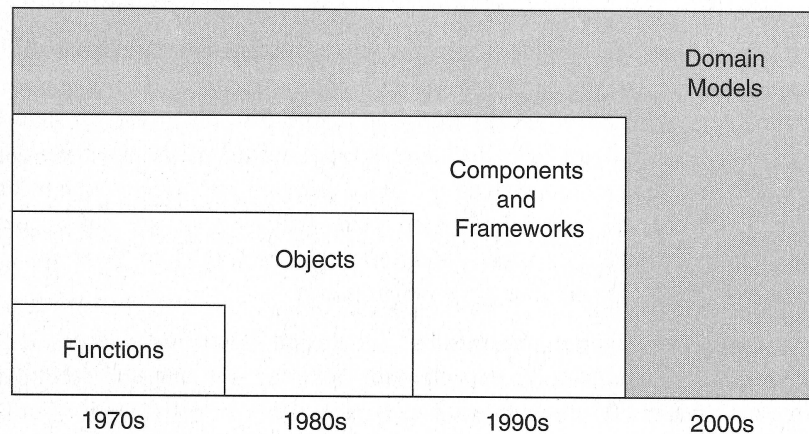 Domain
Models
Components
and
Frameworks
Objects
Functions
1970s
1980s
1990s
2000s